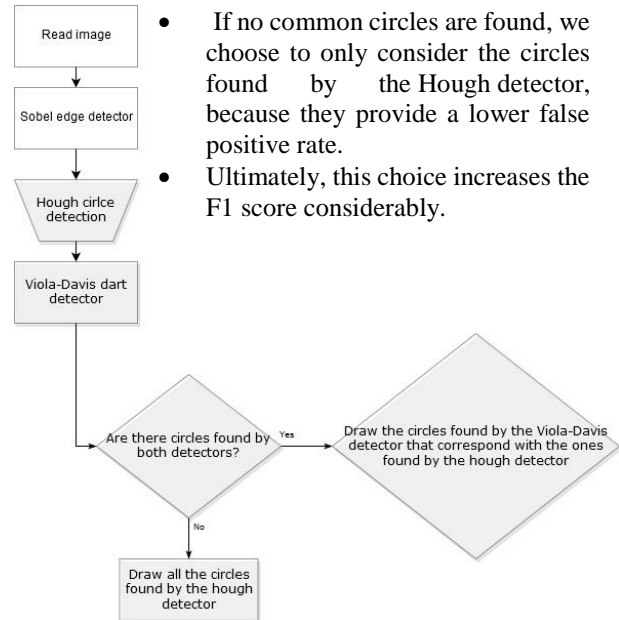 Read image
Sobel edge detector
Hough cirlce
detection
Viola-Davis dart
detector
Are there circles found by
both detectors?
Yes
Draw the circles found by the Viola-Davis
detector that correspond with the ones
found by the hough detector
No
Draw all the circles
found by the hough
detector
• If no common circles are found, we
choose to only consider the circles
found by the Hough detector,
because they provide a lower false
positive rate.
• Ultimately, this choice increases the
F1 score considerably.